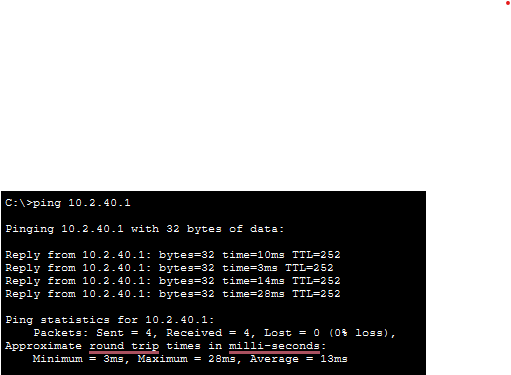 C:\>ping 10.2.40.1
Pinging 10.2.40.1 with 32 bytes of data:
Reply from 10.2.40.1: bytes=32 time=10ms TTL=252
Reply from 10.2.40.1: bytes=32 time=3ms TTL=252
Reply from 10.2.40.1: bytes=32 time=14ms TTL=252
Reply from 10.2.40.1: bytes=32 time=28ms TTL=252
Ping statistics for 10.2.40.1:
Packets: Sent = 4, Received = 4, Lost = 0 (0% loss),
Approximate round trip times in milli-seconds:
Minimum = 3ms, Maximum = 28ms, Average = 13ms